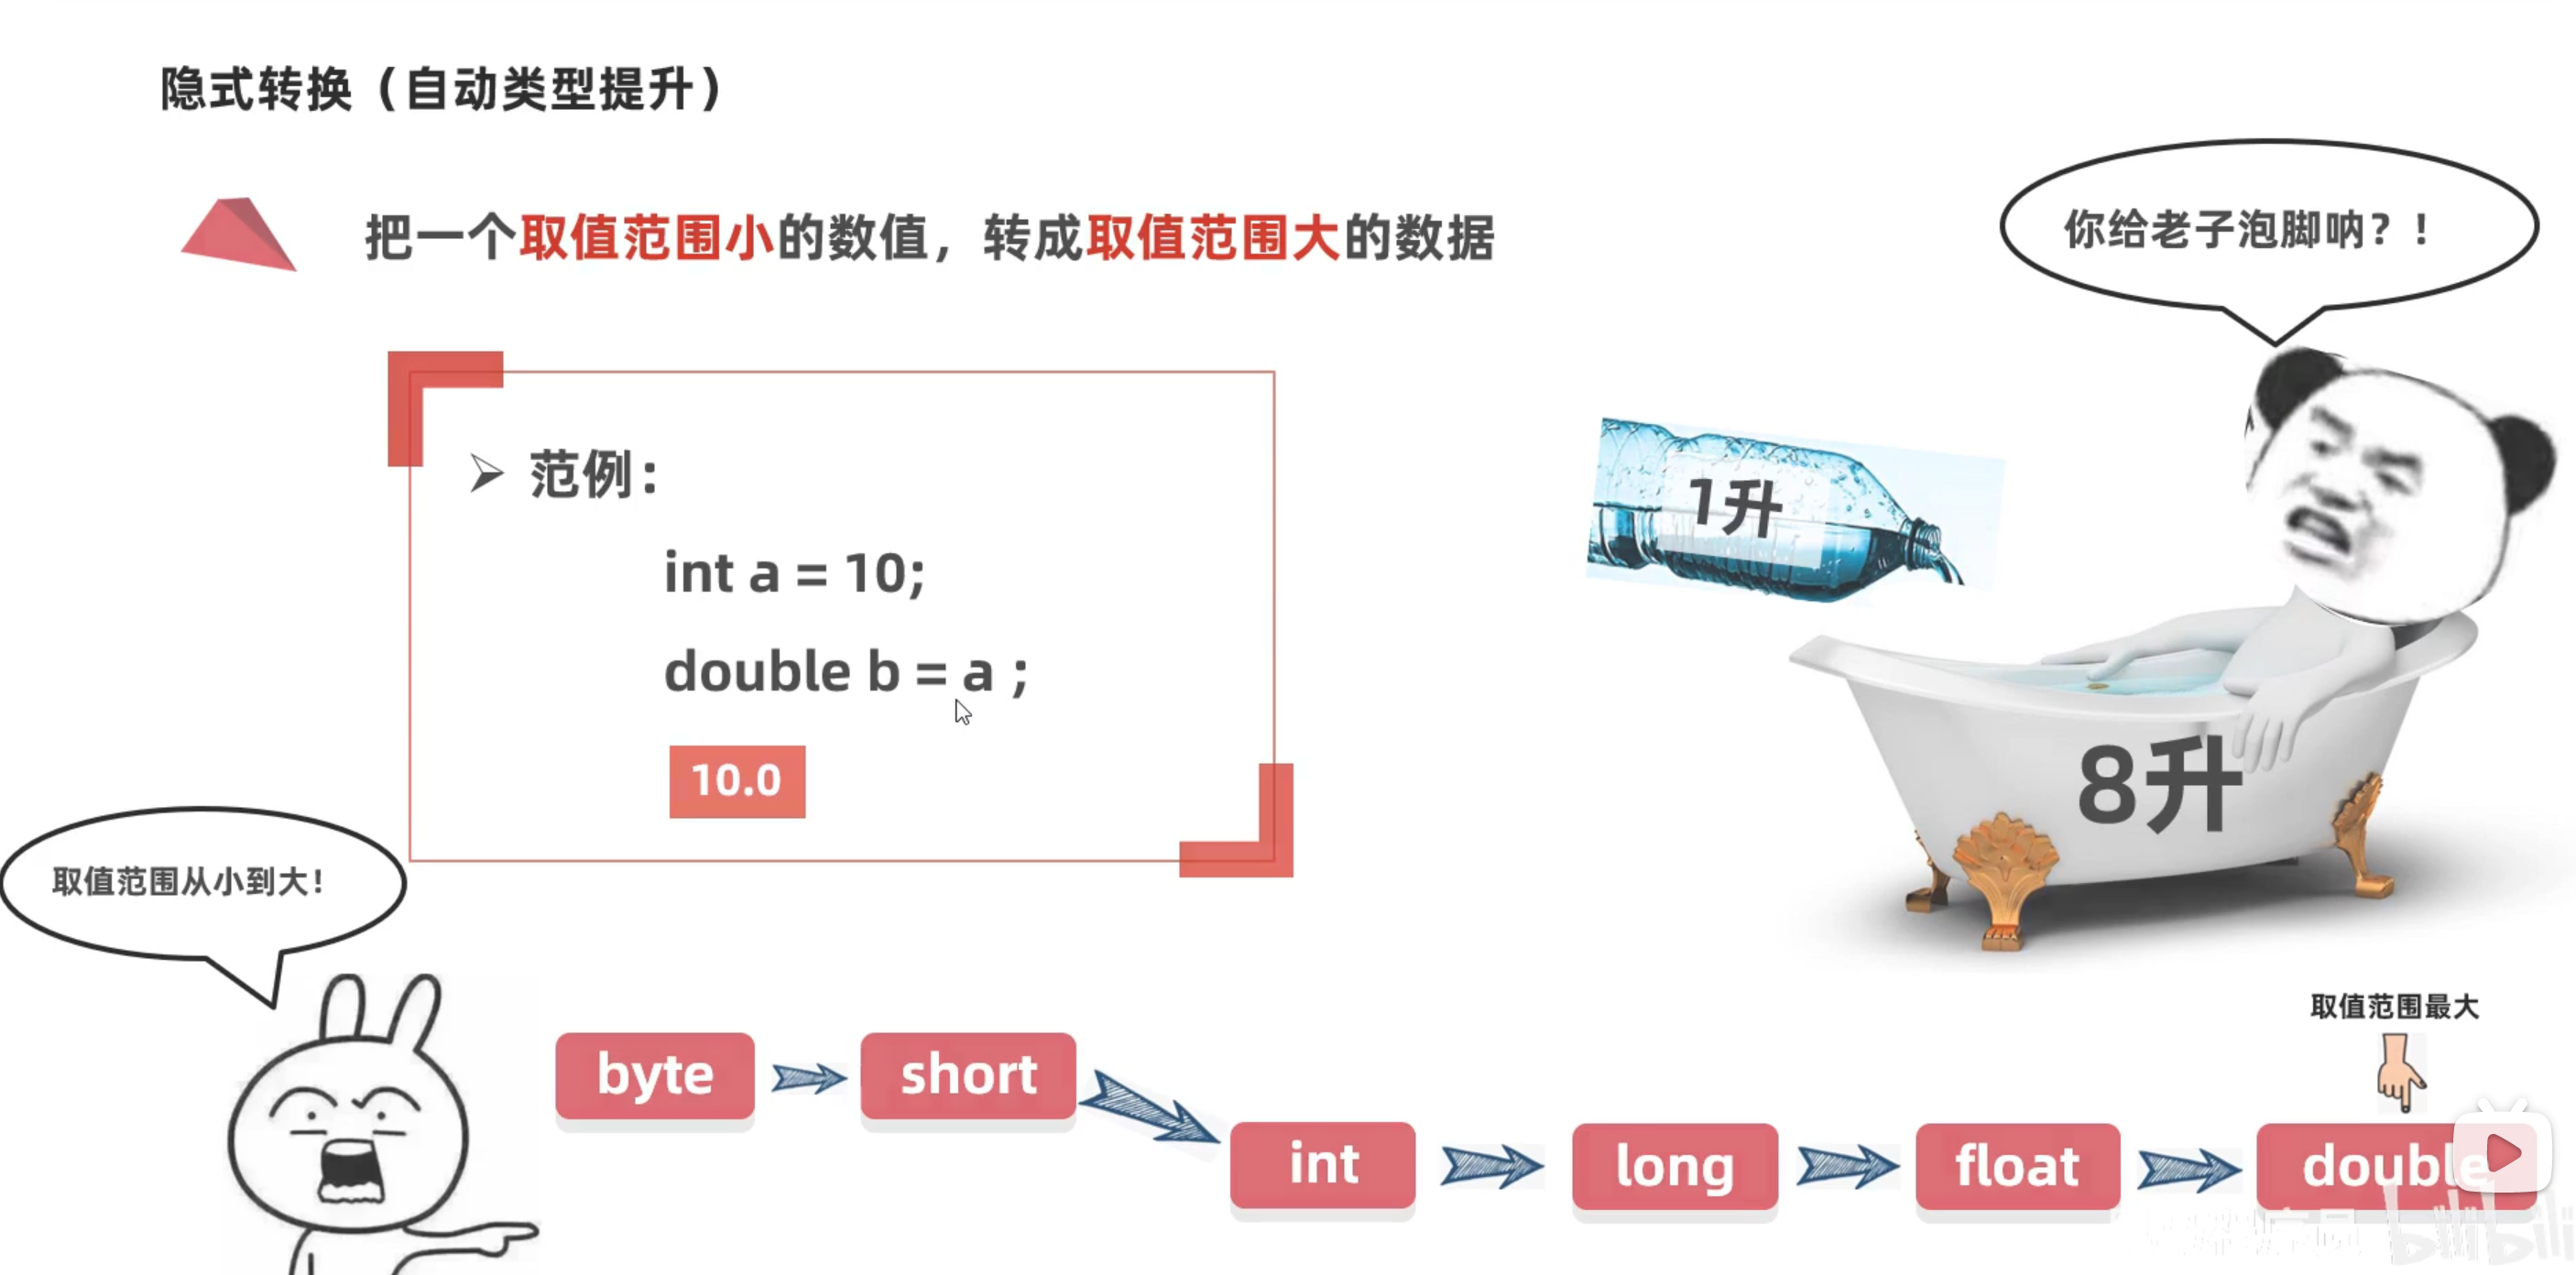 隐式转换（自动类型提升）
把一个取值范围小的数值，转成取值范围大的数据
你给老子泡脚呐？！
范例：
int a = 10;
double b = a ;
10.0
1升
8升
取值范围从小到大！
取值范围最大
byte
short
int
long
float
double
bilibili